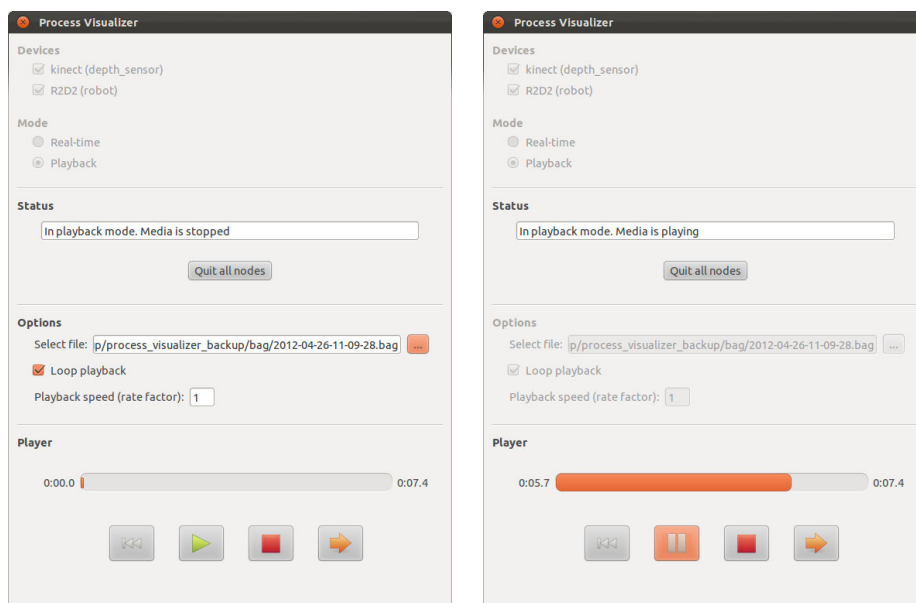 Process Visualizer
Devices
kinect (depth_sensor)
R2D2 (robot)
Mode
Real-time
Playback
Status
In playback mode. Media is stopped
Quit all nodes
Options
Select file: p/process_visualizer_backup/bag/2012-04-26-11-09-28.bag ...
Loop playback
Playback speed (rate factor): 1
Player
0:00.0 0:07.4
Process Visualizer
Devices
kinect (depth_sensor)
R2D2 (robot)
Mode
Real-time
Playback
Status
In playback mode. Media is playing
Quit all nodes
Options
Select file: p/process_visualizer_backup/bag/2012-04-26-11-09-28.bag ...
Loop playback
Playback speed (rate factor): 1
Player
0:05.7 0:07.4